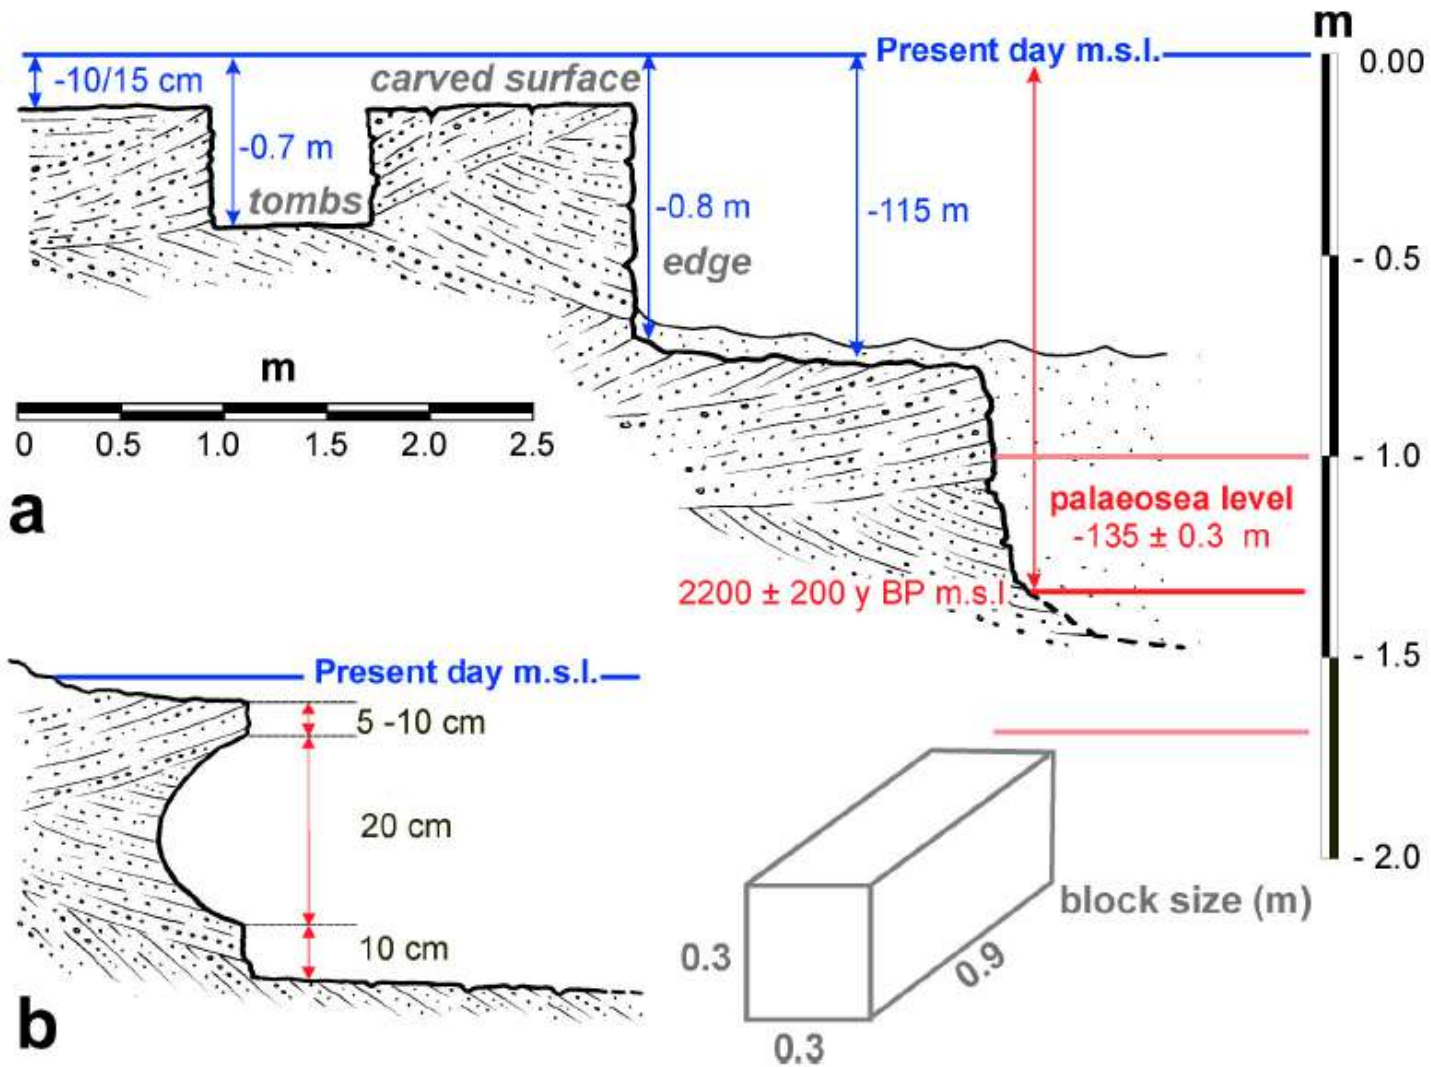 m
Present day m.s.l.
0.00
-10/15 cm
carved surface
-0.7 m
tombs
-0.8 m
-115 m
edge
- 0.5
m
0 0.5 1.0 1.5 2.0 2.5
- 1.0
a
palaeosea level
-135 ± 0.3 m
2200 ± 200 y BP m.s.l
- 1.5
Present day m.s.l.
5 -10 cm
20 cm
- 2.0
block size (m)
10 cm
0.3
0.9
b
0.3